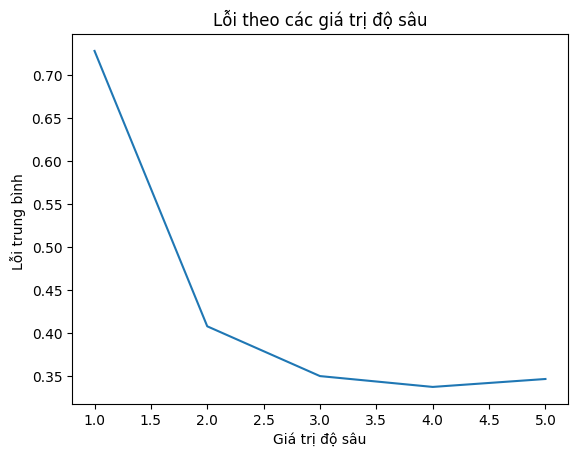 Lỗi theo các giá trị độ sâu
Lỗi trung bình
0.70
0.65
0.60
0.55
0.50
0.45
0.40
0.35
1.0 1.5 2.0 2.5 3.0 3.5 4.0 4.5 5.0
Giá trị độ sâu